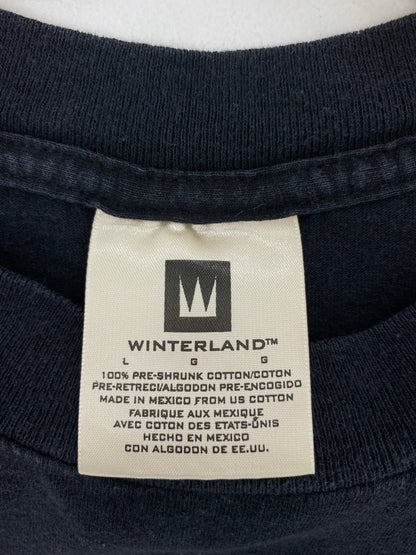 W
WINTERLAND™
L G G
100% PRE-SHRUNK COTTON/COTON
PRE-RETRECI/ALGODON PRE-ENCOGIDO
MADE IN MEXICO FROM US COTTON
FABRIQUE AUX MEXIQUE
AVEC COTON DES ETATS-UNIS
HECHO EN MEXICO
CON ALGODON DE EE.UU.